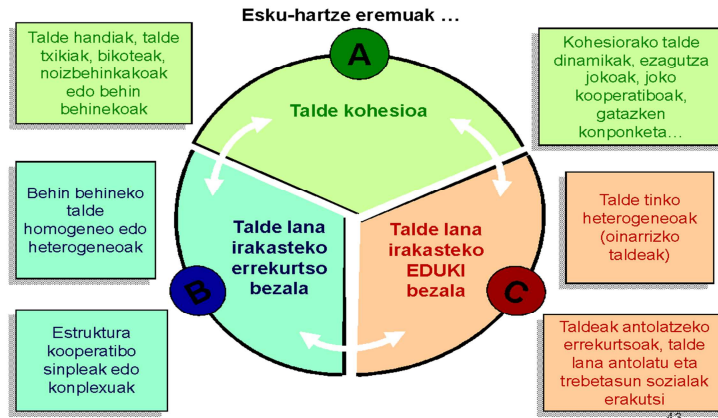 Esku-hartze eremuak ...
Talde handiak, talde
txikiak, bikoteak,
noizbehinkakoak
edo behin
behinekoak
A
Talde kohesioa
Kohesiorako talde
dinamikak, ezagutza
jokoak, joko
kooperatiboak,
gatazken
konponketa...
Behin behineko
talde
homogeneo edo
heterogeneoak
Talde lana
irakasteko
errekurtso
bezala
Talde lana
irakasteko
EDUKI
bezala
Talde tinko
heterogeneoak
(oinarrizko
taldeak)
B
C
Estruktura
kooperatibo
sinpleak edo
konplexuak
Taldeak antolatzeko
errekurtsoak, talde
lana antolatu eta
trebetasun sozialak
erakutsi
43